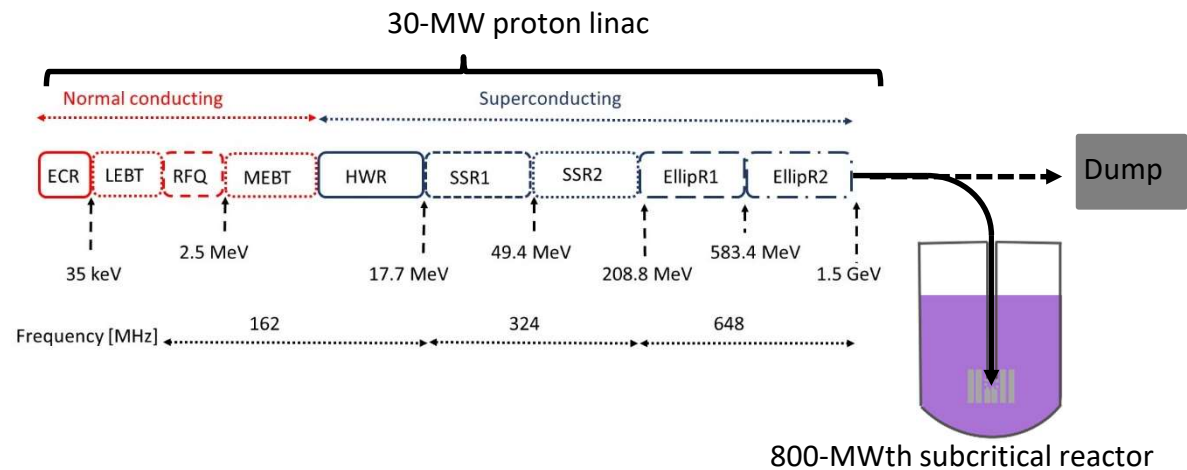 30-MW proton linac
Normal conducting
Superconducting
ECR
LEBT
RFQ
MEBT
HWR
SSR1
SSR2
EllipR1
EllipR2
Dump
35 keV
2.5 MeV
17.7 MeV
49.4 MeV
208.8 MeV
583.4 MeV
1.5 GeV
Frequency [MHz]
162
324
648
800-MWth subcritical reactor